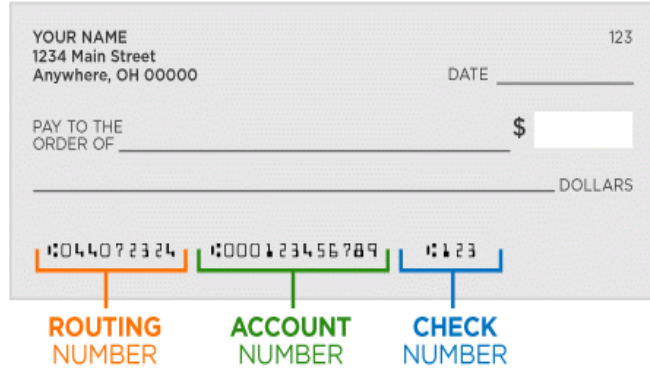 YOUR NAME 123
1234 Main Street
Anywhere, OH 00000
DATE
PAY TO THE
ORDER OF $
DOLLARS
⑆044072324 ⑆000123456789 ⑆123
ROUTING ACCOUNT CHECK
NUMBER NUMBER NUMBER